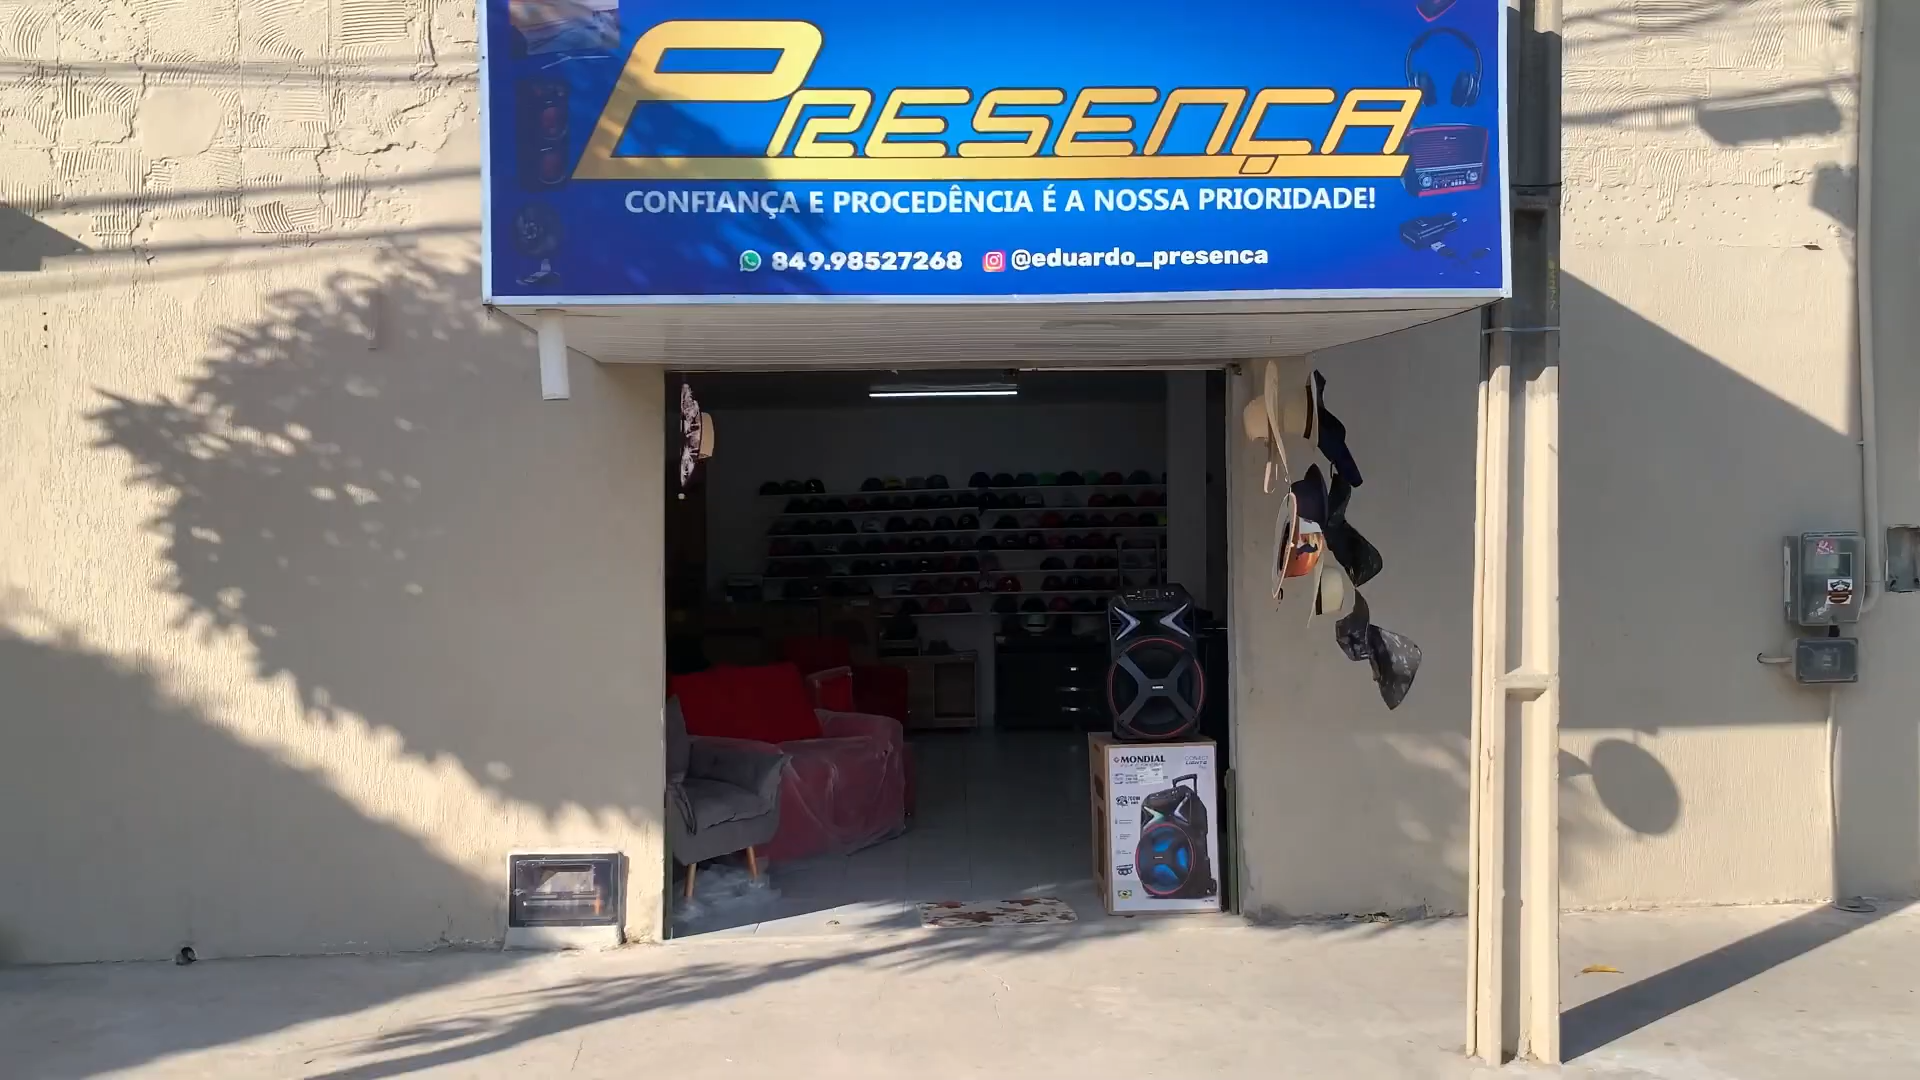 PRESENÇA
CONFIANÇA E PROCEDÊNCIA É A NOSSA PRIORIDADE!
849.98527268 @eduardo_presenca
MONDIAL